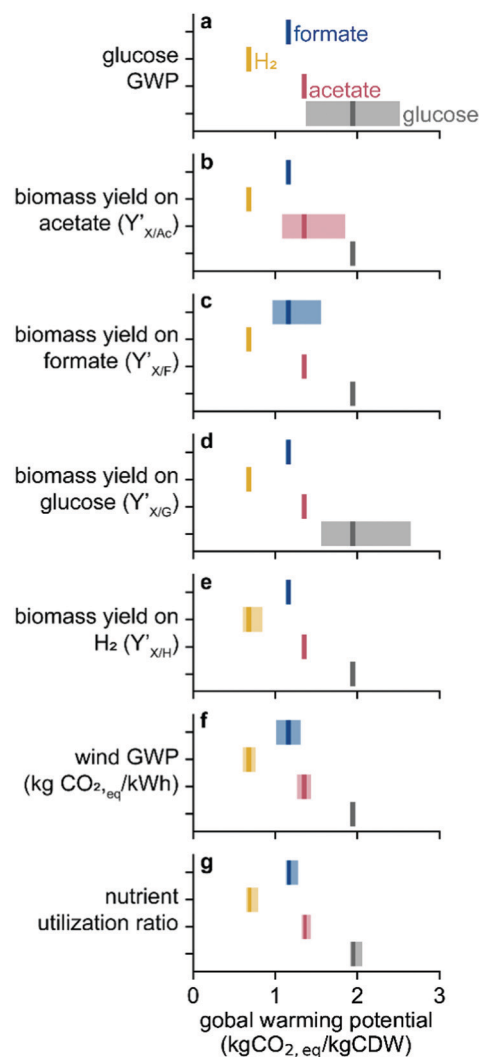 a
formate
glucose
GWP
H₂
acetate
glucose
b
biomass yield on
acetate (Y'X/Ac)
c
biomass yield on
formate (Y'X/F)
d
biomass yield on
glucose (Y'X/G)
e
biomass yield on
H₂ (Y'X/H)
f
wind GWP
(kg CO₂,eq/kWh)
g
nutrient
utilization ratio
0 1 2 3
gobal warming potential
(kgCO₂, eq/kgCDW)